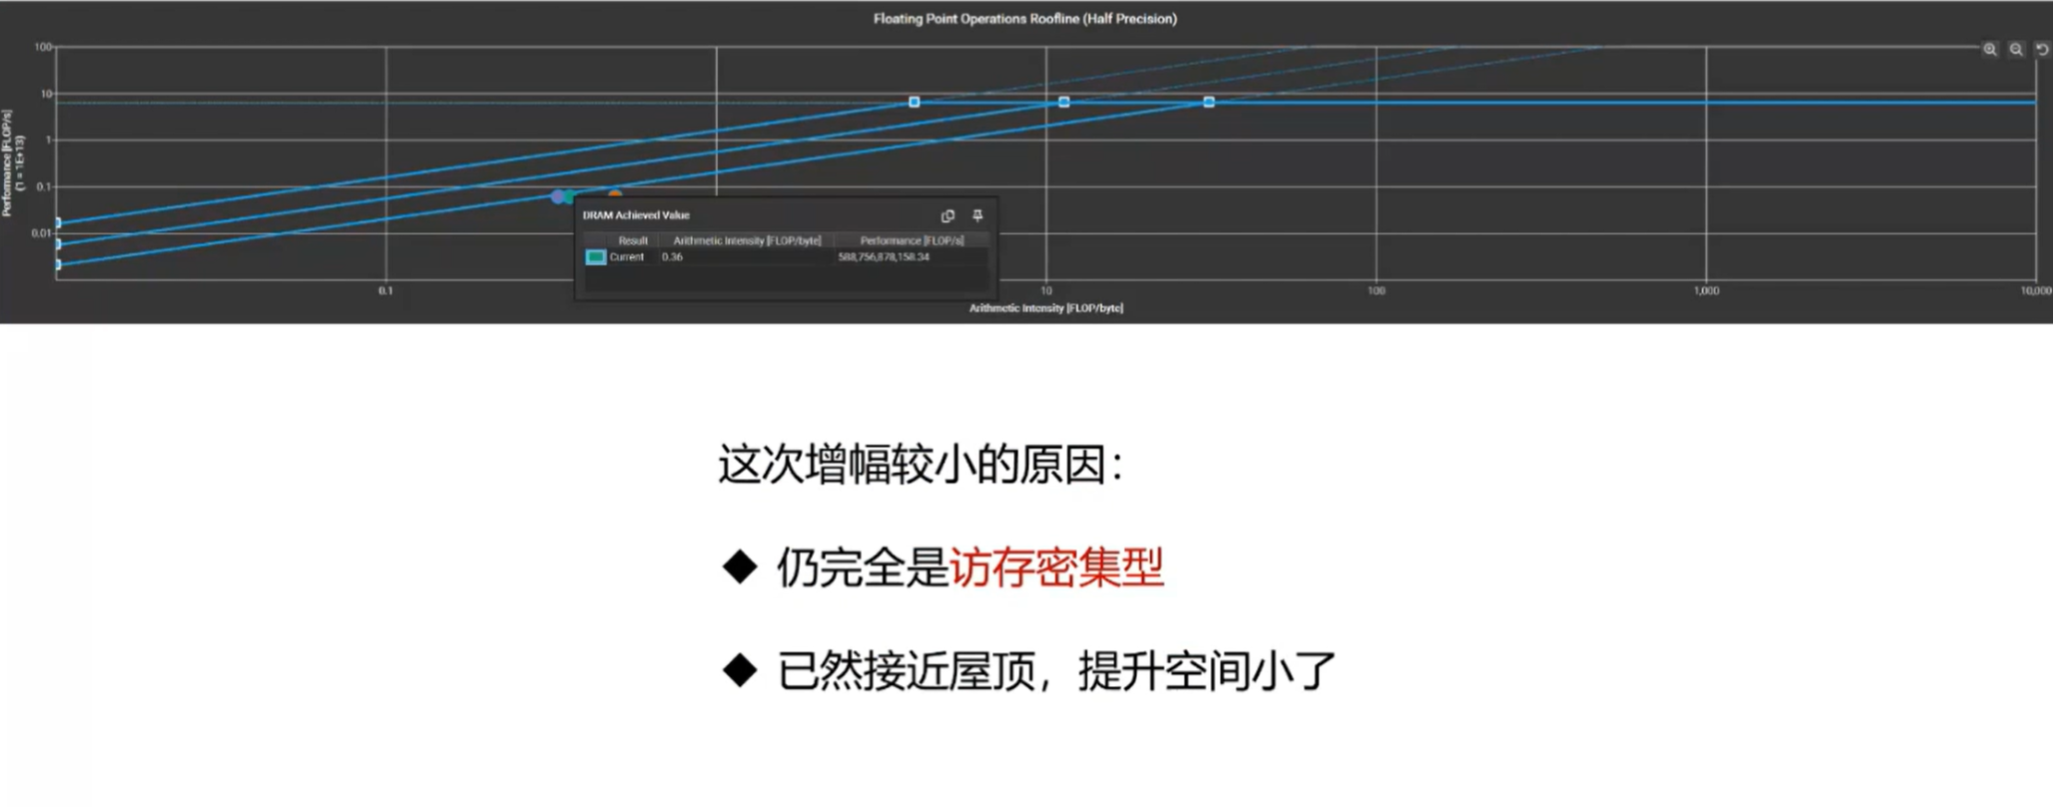 Floating Point Operations Roofline (Half Precision)
100
10
1
0.1
0.01
Performance [FLOP/s]
(1 = 1E+13)
DRAM Achieved Value
Result Arithmetic Intensity [FLOP/byte] Performance [FLOP/s]
Current 0.36 588,756,878,158.34
0.1 10 100 1,000 10,000
Arithmetic Intensity [FLOP/byte]
这次增幅较小的原因：
◆ 仍完全是访存密集型
◆ 已然接近屋顶，提升空间小了